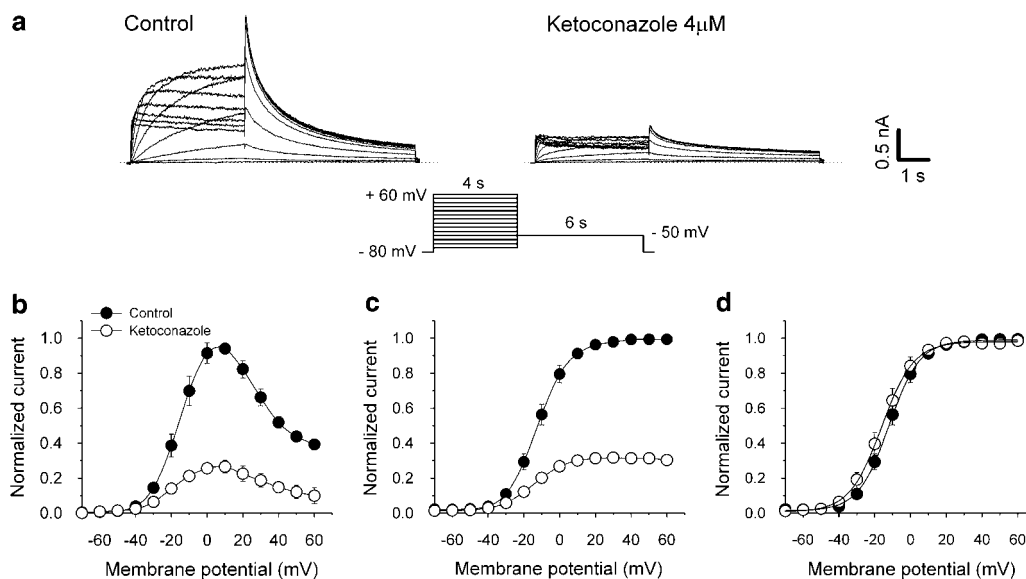 a
Control
Ketoconazole 4μM
0.5 nA
1 s
4 s
+ 60 mV
6 s
- 50 mV
- 80 mV
b
Control
Ketoconazole
Normalized current
1.0
0.8
0.6
0.4
0.2
0.0
-60 -40 -20 0 20 40 60
Membrane potential (mV)
c
Normalized current
1.0
0.8
0.6
0.4
0.2
0.0
-60 -40 -20 0 20 40 60
Membrane potential (mV)
d
Normalized current
1.0
0.8
0.6
0.4
0.2
0.0
-60 -40 -20 0 20 40 60
Membrane potential (mV)